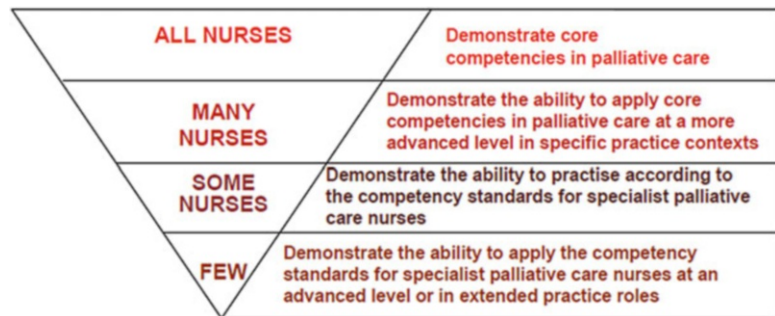 ALL NURSES
Demonstrate core
competencies in palliative care
MANY
NURSES
Demonstrate the ability to apply core
competencies in palliative care at a more
advanced level in specific practice contexts
SOME
NURSES
Demonstrate the ability to practise according to
the competency standards for specialist palliative
care nurses
FEW
Demonstrate the ability to apply the competency
standards for specialist palliative care nurses at an
advanced level or in extended practice roles